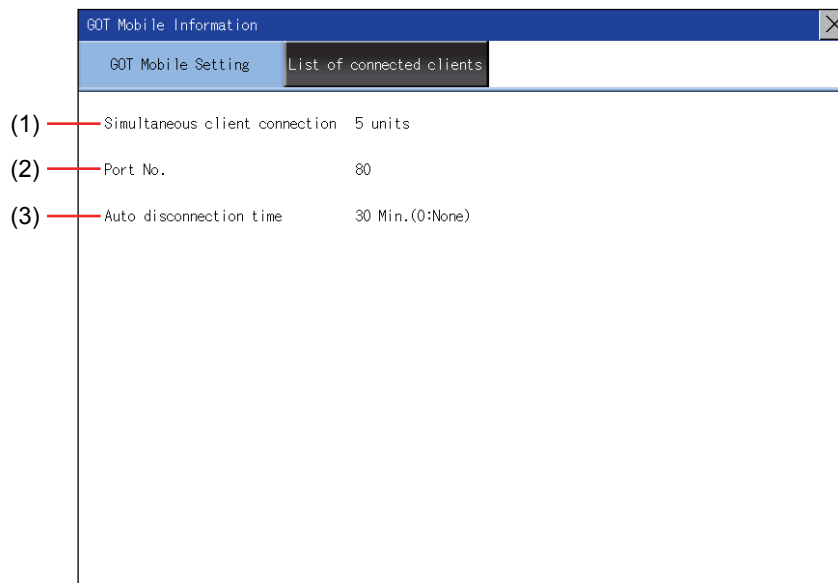 GOT Mobile Information
GOT Mobile Setting List of connected clients
(1) Simultaneous client connection 5 units
(2) Port No. 80
(3) Auto disconnection time 30 Min.(0:None)